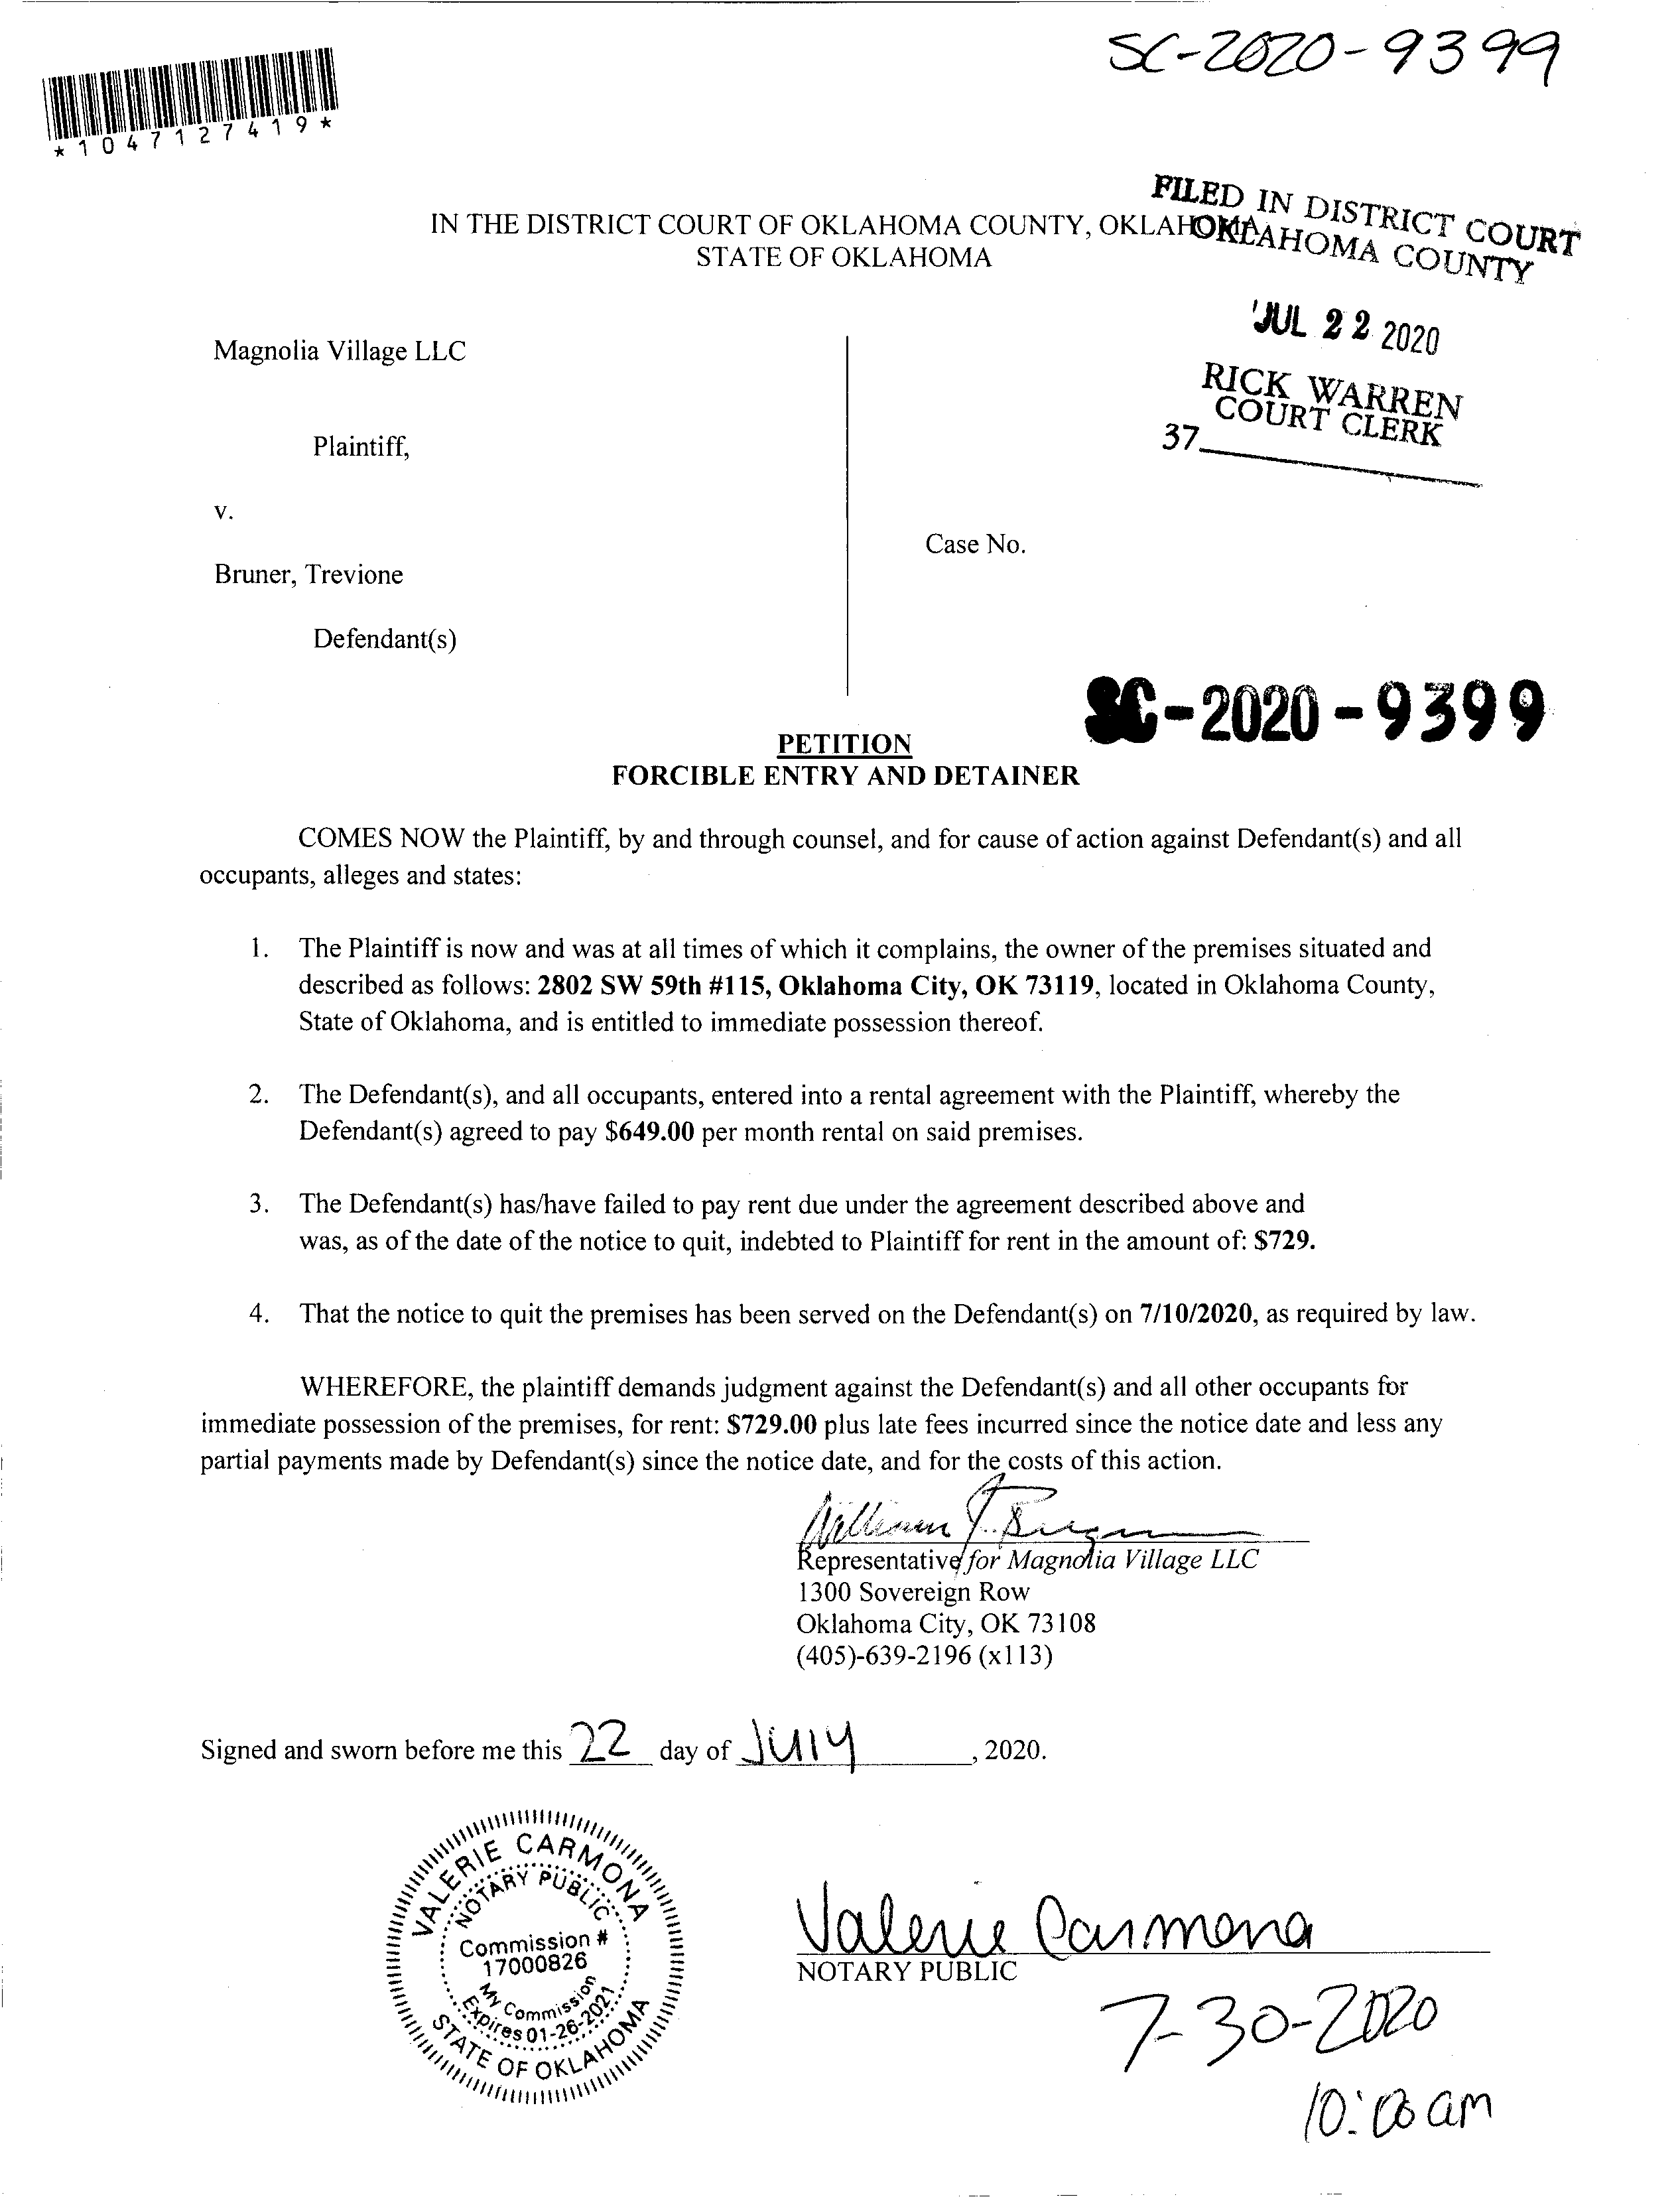 SC-2020-9399
*1047127419*
FILED IN DISTRICT COURT
OKLAHOMA COUNTY
IN THE DISTRICT COURT OF OKLAHOMA COUNTY, OKLAHOMA
STATE OF OKLAHOMA
JUL 22 2020
RICK WARREN
COURT CLERK
37
Magnolia Village LLC
Plaintiff,
v.
Case No.
Bruner, Trevione
Defendant(s)
SC-2020-9399
PETITION
FORCIBLE ENTRY AND DETAINER
COMES NOW the Plaintiff, by and through counsel, and for cause of action against Defendant(s) and all
occupants, alleges and states:
1. The Plaintiff is now and was at all times of which it complains, the owner of the premises situated and
described as follows: 2802 SW 59th #115, Oklahoma City, OK 73119, located in Oklahoma County,
State of Oklahoma, and is entitled to immediate possession thereof.
2. The Defendant(s), and all occupants, entered into a rental agreement with the Plaintiff, whereby the
Defendant(s) agreed to pay $649.00 per month rental on said premises.
3. The Defendant(s) has/have failed to pay rent due under the agreement described above and
was, as of the date of the notice to quit, indebted to Plaintiff for rent in the amount of: $729.
4. That the notice to quit the premises has been served on the Defendant(s) on 7/10/2020, as required by law.
WHEREFORE, the plaintiff demands judgment against the Defendant(s) and all other occupants for
immediate possession of the premises, for rent: $729.00 plus late fees incurred since the notice date and less any
partial payments made by Defendant(s) since the notice date, and for the costs of this action.
William J.
Representative for Magnolia Village LLC
1300 Sovereign Row
Oklahoma City, OK 73108
(405)-639-2196 (x113)
Signed and sworn before me this 22 day of July, 2020.
VALERIE CARMONA
NOTARY PUBLIC
Commission #
17000826
My Commission
Expires 01-26-2021
STATE OF OKLAHOMA
Valerie Carmona
NOTARY PUBLIC
7-30-2020
10:00 am